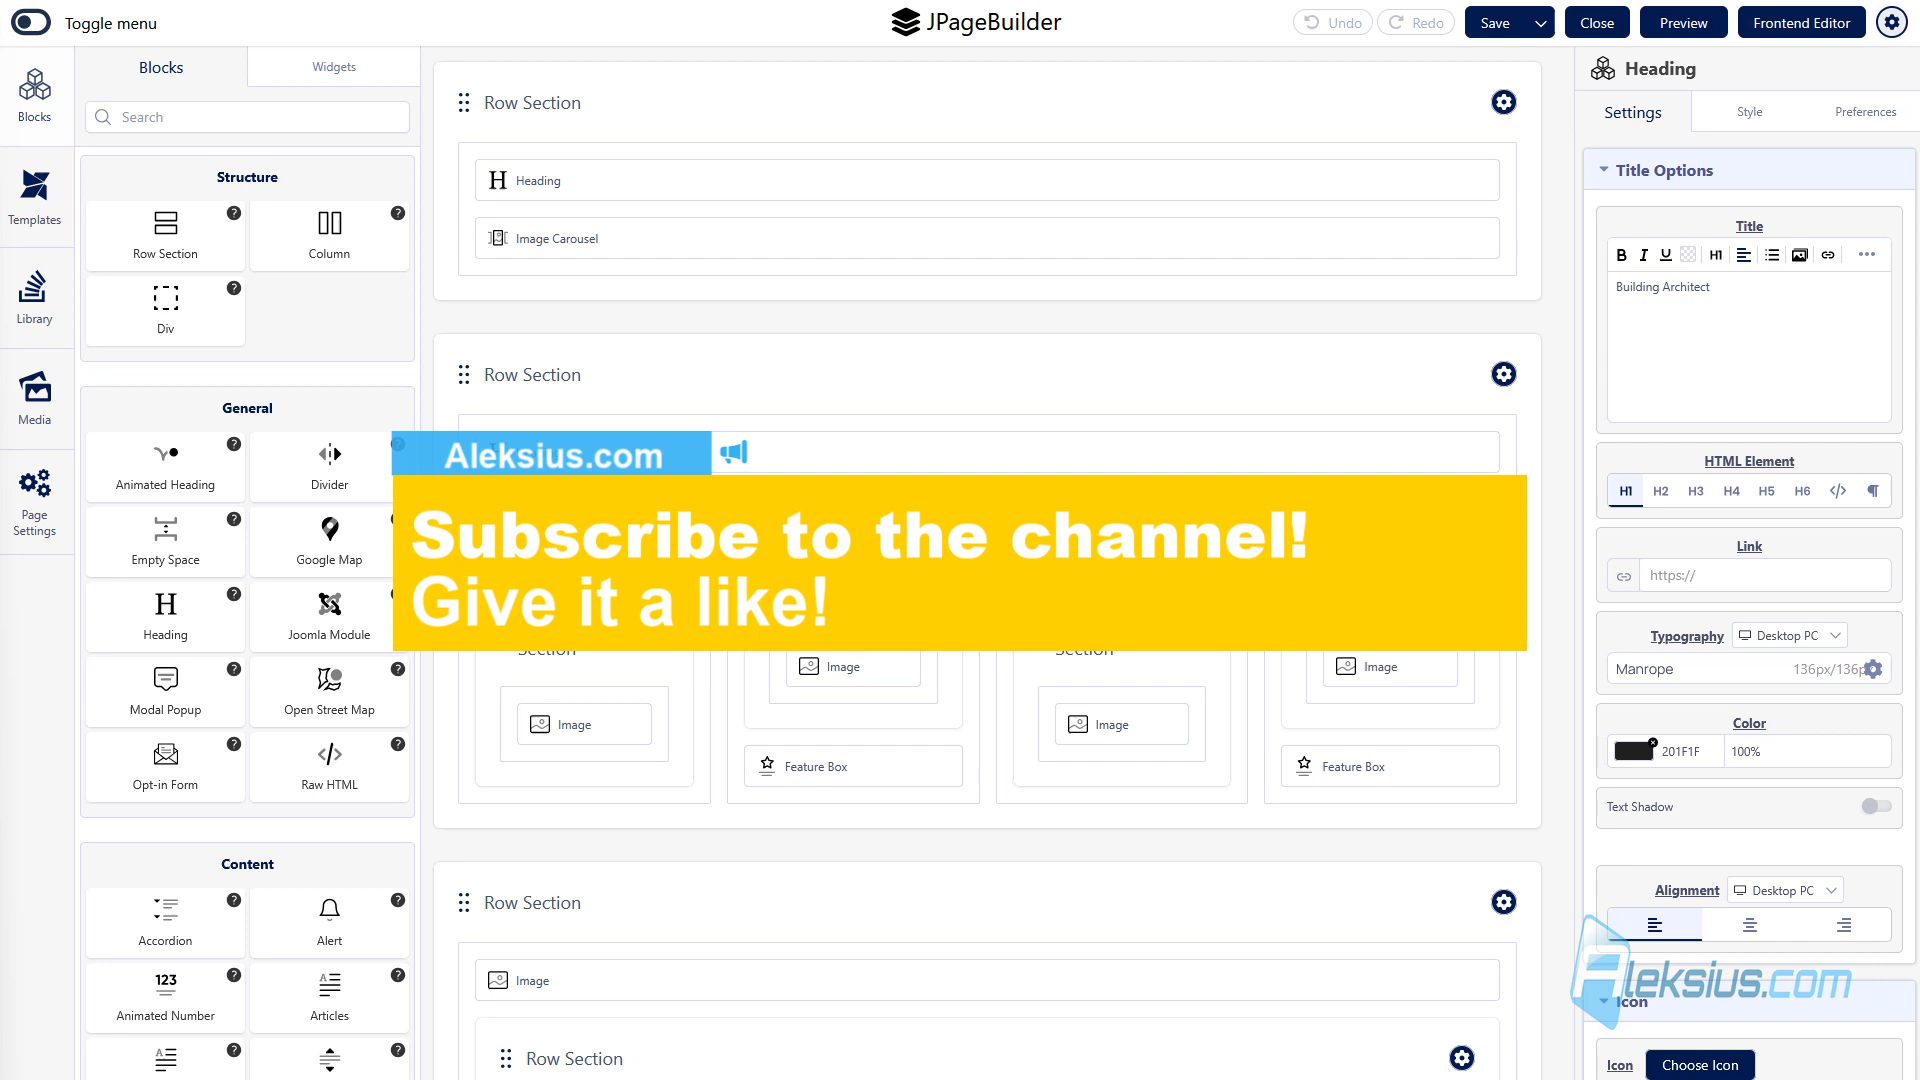 Toggle menu
JPageBuilder
Undo
Redo
Save
Close
Preview
Frontend Editor
Blocks
Templates
Library
Media
Page
Settings
Blocks
Widgets
Search
Structure
Row Section
Column
Div
General
Animated Heading
Divider
Empty Space
Google Map
Heading
Joomla Module
Modal Popup
Open Street Map
Opt-in Form
Raw HTML
Content
Accordion
Alert
123
Animated Number
Articles
Row Section
Heading
Image Carousel
Row Section
Aleksius.com
Subscribe to the channel!
Give it a like!
Section
Image
Image
Feature Box
Section
Image
Image
Feature Box
Row Section
Image
Row Section
Heading
Settings
Style
Preferences
Title Options
Title
B I U H1
Building Architect
HTML Element
H1 H2 H3 H4 H5 H6 </> ¶
Link
https://
Typography
Desktop PC
Manrope
136px/136p
Color
201F1F
100%
Text Shadow
Alignment
Desktop PC
Aleksius.com
Icon
Icon
Choose Icon